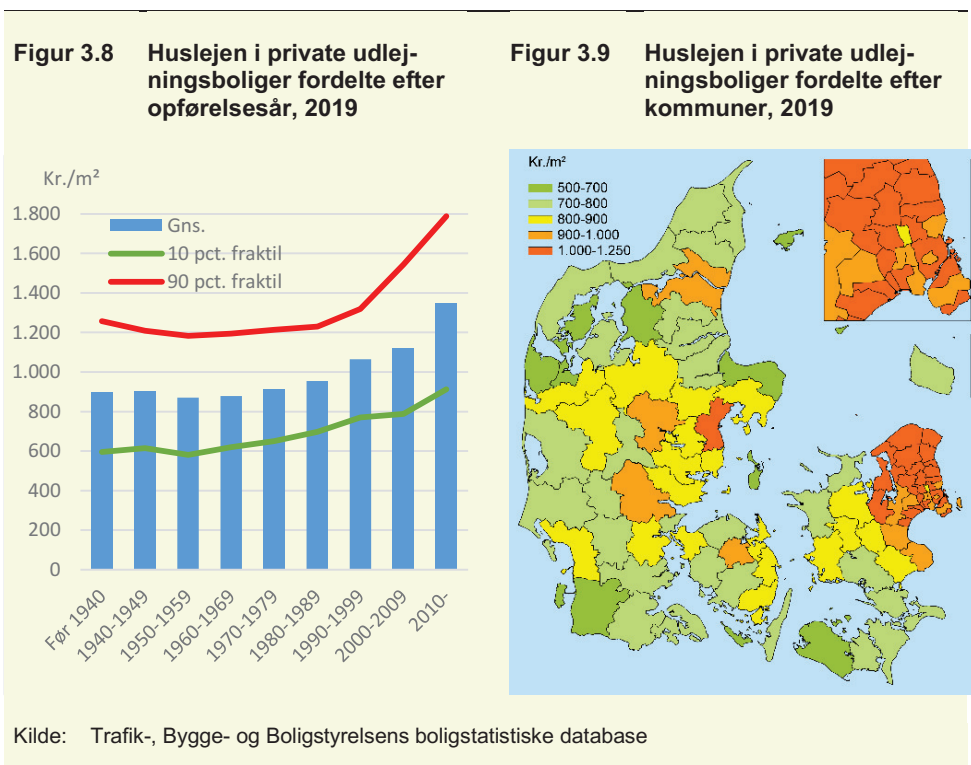 Figur 3.8 Huslejen i private udlej-
ningsboliger fordelte efter
opførelsesår, 2019
Kr./m²
1.800
1.600
1.400
1.200
1.000
800
600
400
200
0
Gns.
10 pct. fraktil
90 pct. fraktil
Før 1940
1940-1949
1950-1959
1960-1969
1970-1979
1980-1989
1990-1999
2000-2009
2010-
Figur 3.9 Huslejen i private udlej-
ningsboliger fordelte efter
kommuner, 2019
Kr./m²
500-700
700-800
800-900
900-1.000
1.000-1.250
Kilde: Trafik-, Bygge- og Boligstyrelsens boligstatistiske database